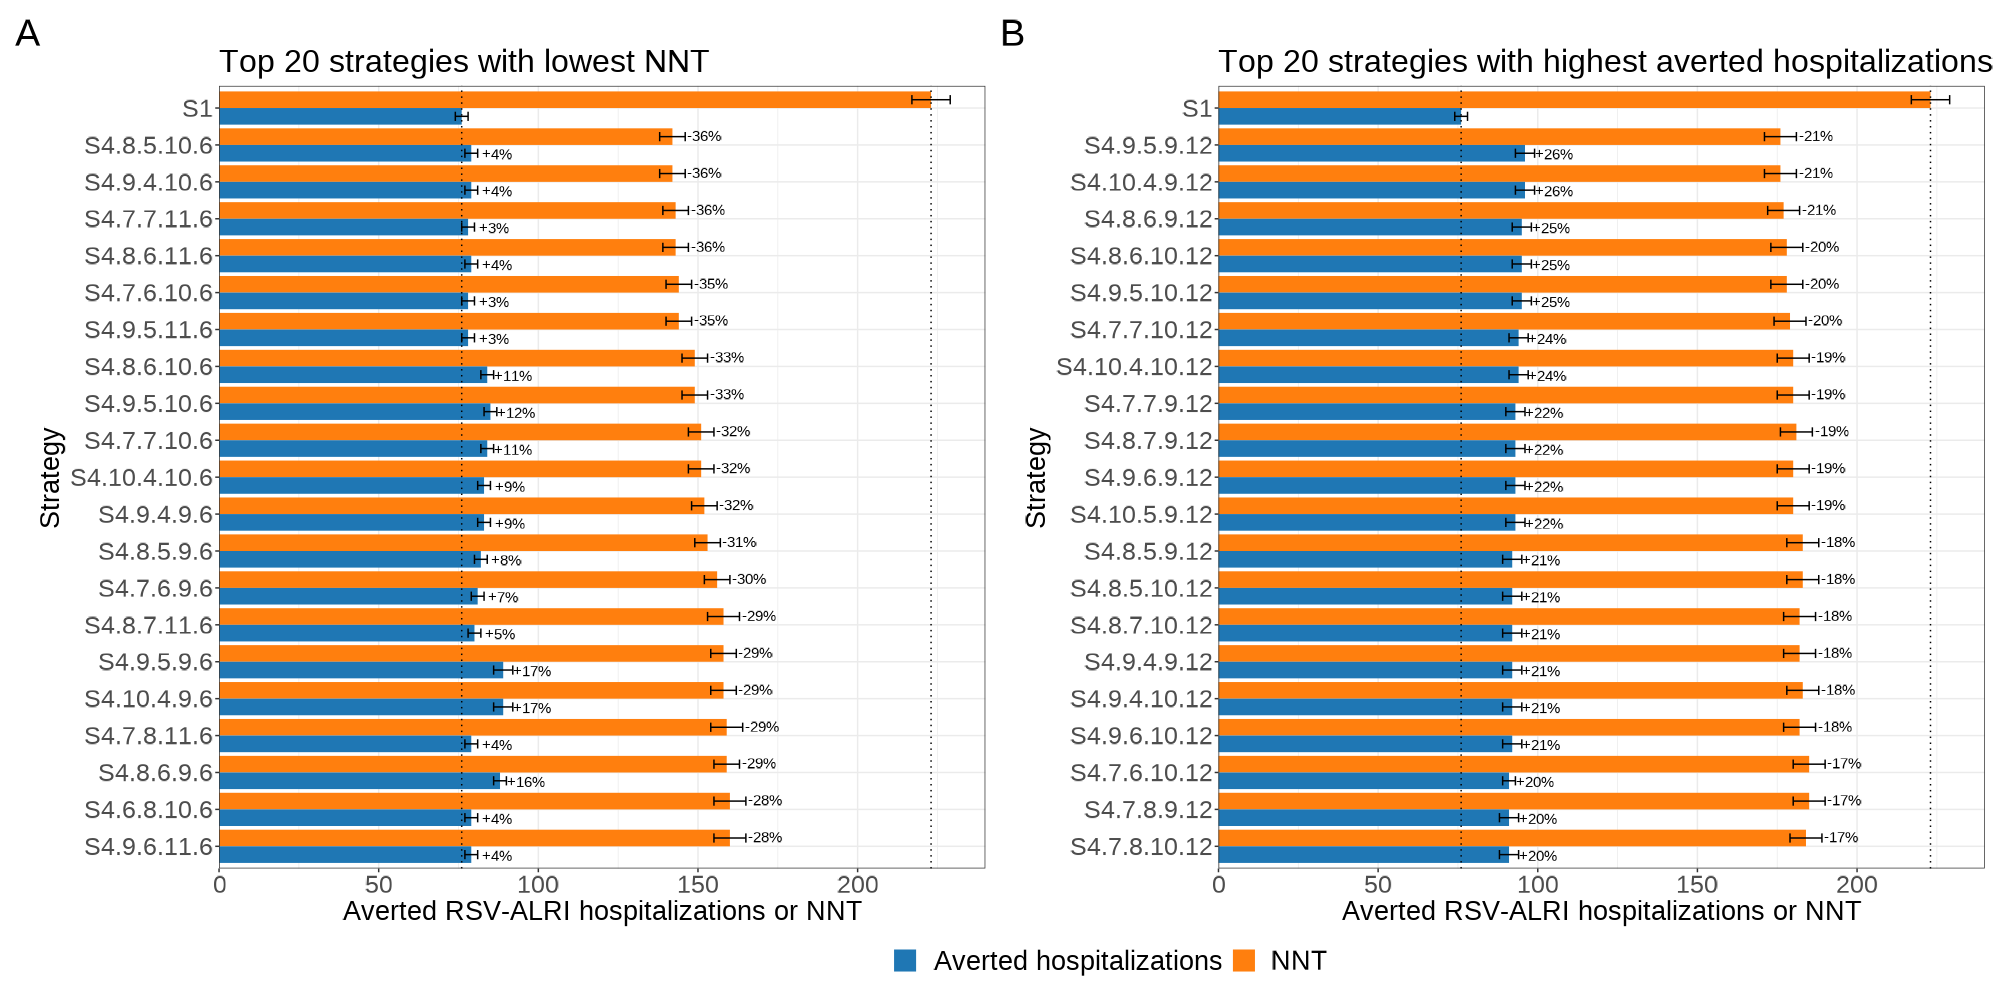 A
Top 20 strategies with lowest NNT
Strategy
S1
S4.8.5.10.6 -36% +4%
S4.9.4.10.6 -36% +4%
S4.7.7.11.6 -36% +3%
S4.8.6.11.6 -36% +4%
S4.7.6.10.6 -35% +3%
S4.9.5.11.6 -35% +3%
S4.8.6.10.6 -33% +11%
S4.9.5.10.6 -33% +12%
S4.7.7.10.6 -32% +11%
S4.10.4.10.6 -32% +9%
S4.9.4.9.6 -32% +9%
S4.8.5.9.6 -31% +8%
S4.7.6.9.6 -30% +7%
S4.8.7.11.6 -29% +5%
S4.9.5.9.6 -29% +17%
S4.10.4.9.6 -29% +17%
S4.7.8.11.6 -29% +4%
S4.8.6.9.6 -29% +16%
S4.6.8.10.6 -28% +4%
S4.9.6.11.6 -28% +4%
0 50 100 150 200
Averted RSV-ALRI hospitalizations or NNT
B
Top 20 strategies with highest averted hospitalizations
Strategy
S1
S4.9.5.9.12 -21% +26%
S4.10.4.9.12 -21% +26%
S4.8.6.9.12 -21% +25%
S4.8.6.10.12 -20% +25%
S4.9.5.10.12 -20% +25%
S4.7.7.10.12 -20% +24%
S4.10.4.10.12 -19% +24%
S4.7.7.9.12 -19% +22%
S4.8.7.9.12 -19% +22%
S4.9.6.9.12 -19% +22%
S4.10.5.9.12 -19% +22%
S4.8.5.9.12 -18% +21%
S4.8.5.10.12 -18% +21%
S4.8.7.10.12 -18% +21%
S4.9.4.9.12 -18% +21%
S4.9.4.10.12 -18% +21%
S4.9.6.10.12 -18% +21%
S4.7.6.10.12 -17% +20%
S4.7.8.9.12 -17% +20%
S4.7.8.10.12 -17% +20%
0 50 100 150 200
Averted RSV-ALRI hospitalizations or NNT
Averted hospitalizations NNT